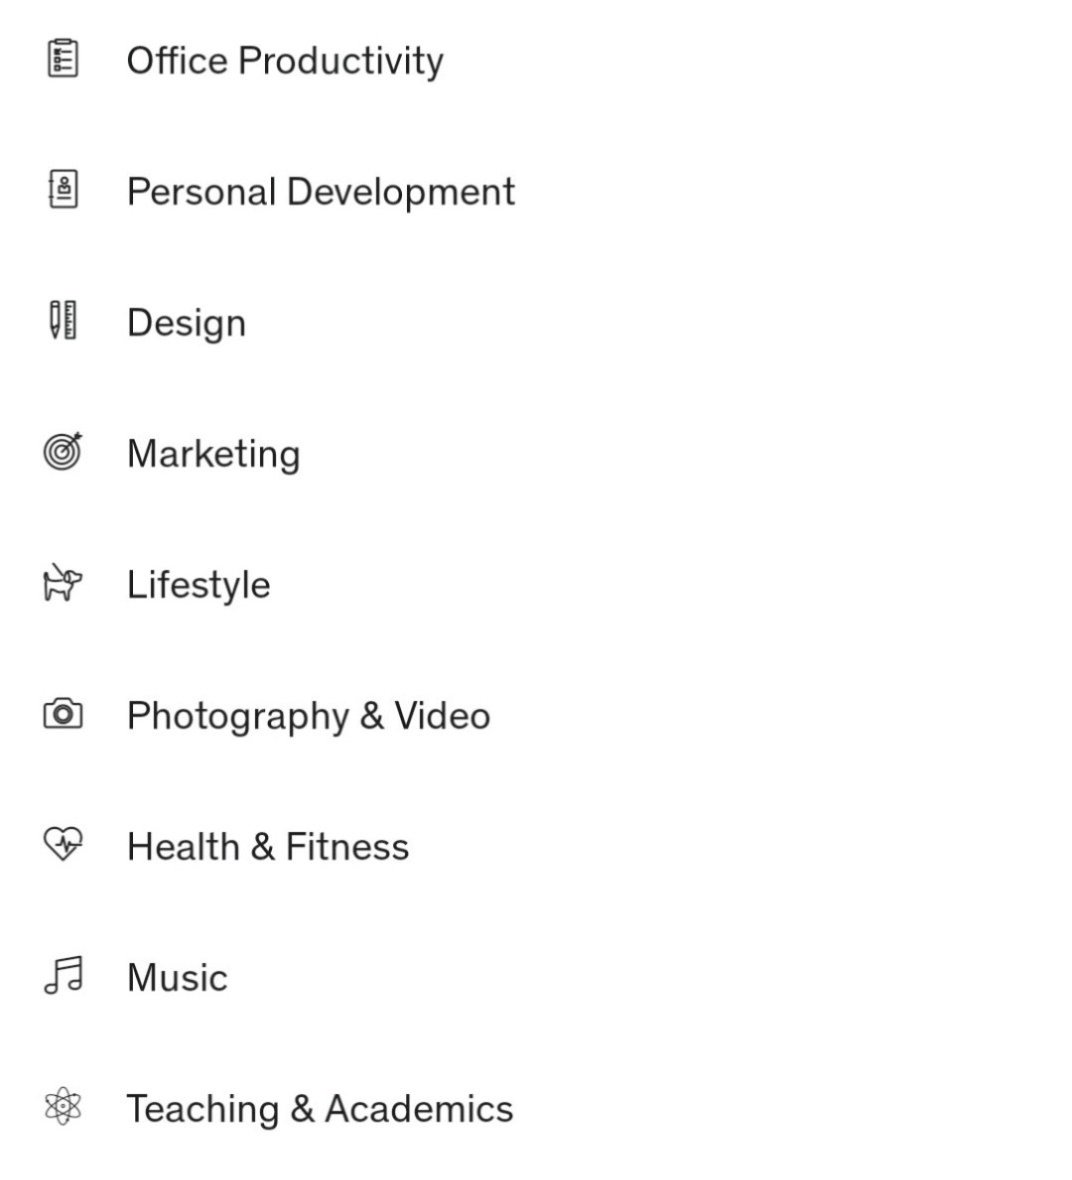 Office Productivity
Personal Development
Design
Marketing
Lifestyle
Photography & Video
Health & Fitness
Music
Teaching & Academics